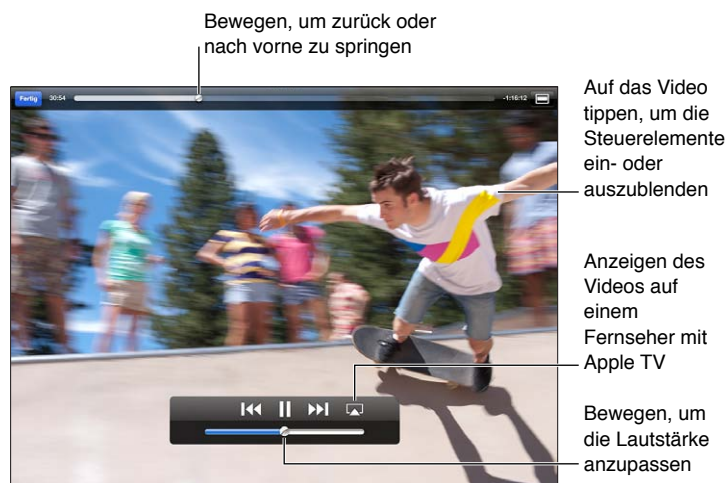 Bewegen, um zurück oder
nach vorne zu springen
Fertig
30:54
-1:16:12
Auf das Video
tippen, um die
Steuerelemente
ein- oder
auszublenden
Anzeigen des
Videos auf
einem
Fernseher mit
Apple TV
Bewegen, um
die Lautstärke
anzupassen